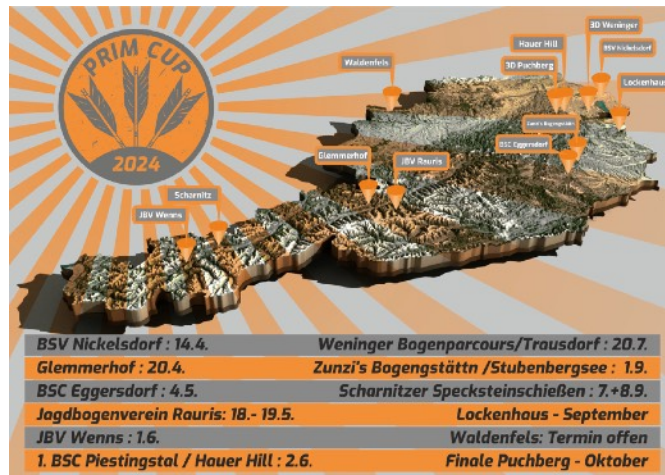 PRIM CUP
2024
3D Weninger
Hauer Hill
BSV Nickelsdorf
3D Puchberg
Waldenfels
Lockenhaus
Zunzi's Bogengstättn
BSC Eggersdorf
Glemmerhof
JBV Rauris
Scharnitz
JBV Wenns
BSV Nickelsdorf : 14.4.
Weninger Bogenparcours/Trausdorf : 20.7.
Glemmerhof : 20.4.
Zunzi's Bogengstättn /Stubenbergsee : 1.9.
BSC Eggersdorf : 4.5.
Scharnitzer Specksteinschießen : 7.+8.9.
Jagdbogenverein Rauris: 18.- 19.5.
Lockenhaus - September
JBV Wenns : 1.6.
Waldenfels: Termin offen
1. BSC Piestingstal / Hauer Hill : 2.6.
Finale Puchberg - Oktober